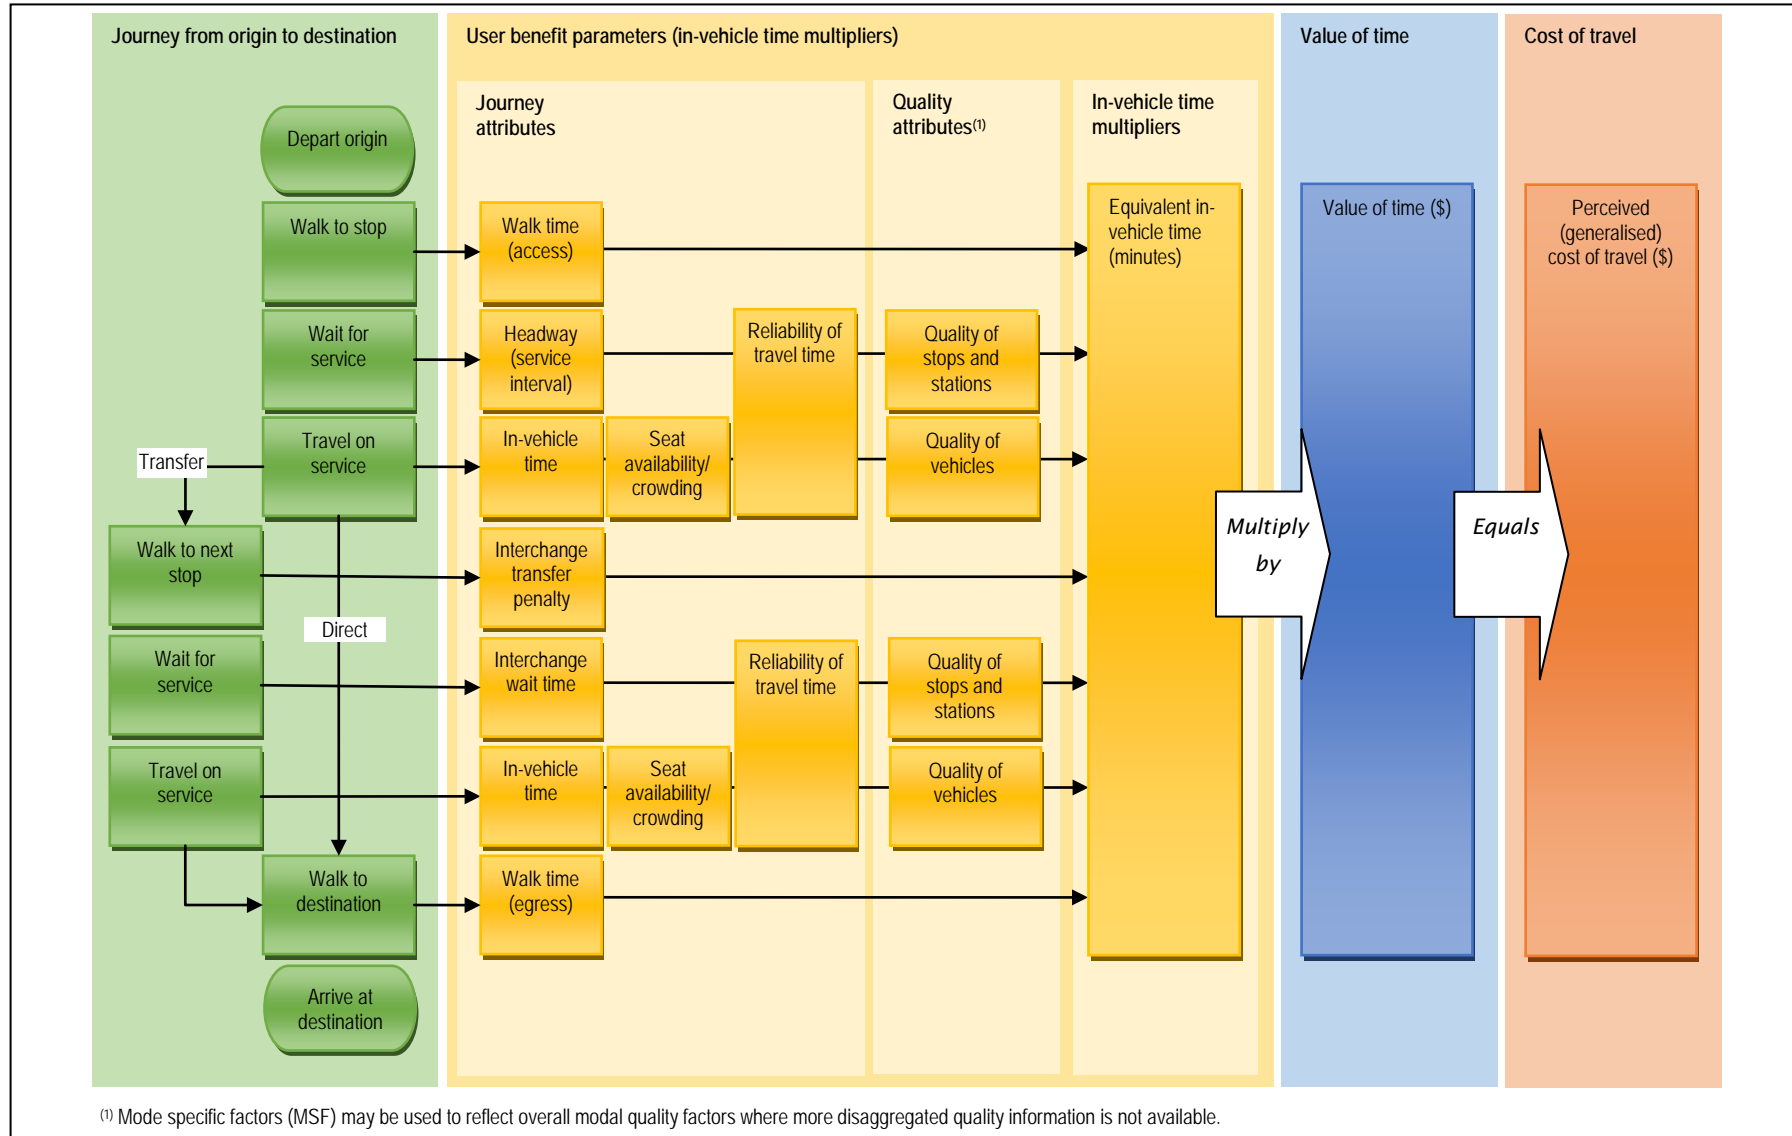 Journey from origin to destination
User benefit parameters (in-vehicle time multipliers)
Value of time
Cost of travel
Journey
attributes
Quality
attributes(1)
In-vehicle time
multipliers
Depart origin
Walk to stop
Walk time
(access)
Equivalent in-
vehicle time
(minutes)
Value of time ($)
Perceived
(generalised)
cost of travel ($)
Wait for
service
Headway
(service
interval)
Reliability of
travel time
Quality of
stops and
stations
Transfer
Travel on
service
In-vehicle
time
Seat
availability/
crowding
Quality of
vehicles
Walk to next
stop
Interchange
transfer
penalty
Multiply
by
Equals
Direct
Wait for
service
Interchange
wait time
Reliability of
travel time
Quality of
stops and
stations
Travel on
service
In-vehicle
time
Seat
availability/
crowding
Quality of
vehicles
Walk to
destination
Walk time
(egress)
Arrive at
destination
(1) Mode specific factors (MSF) may be used to reflect overall modal quality factors where more disaggregated quality information is not available.